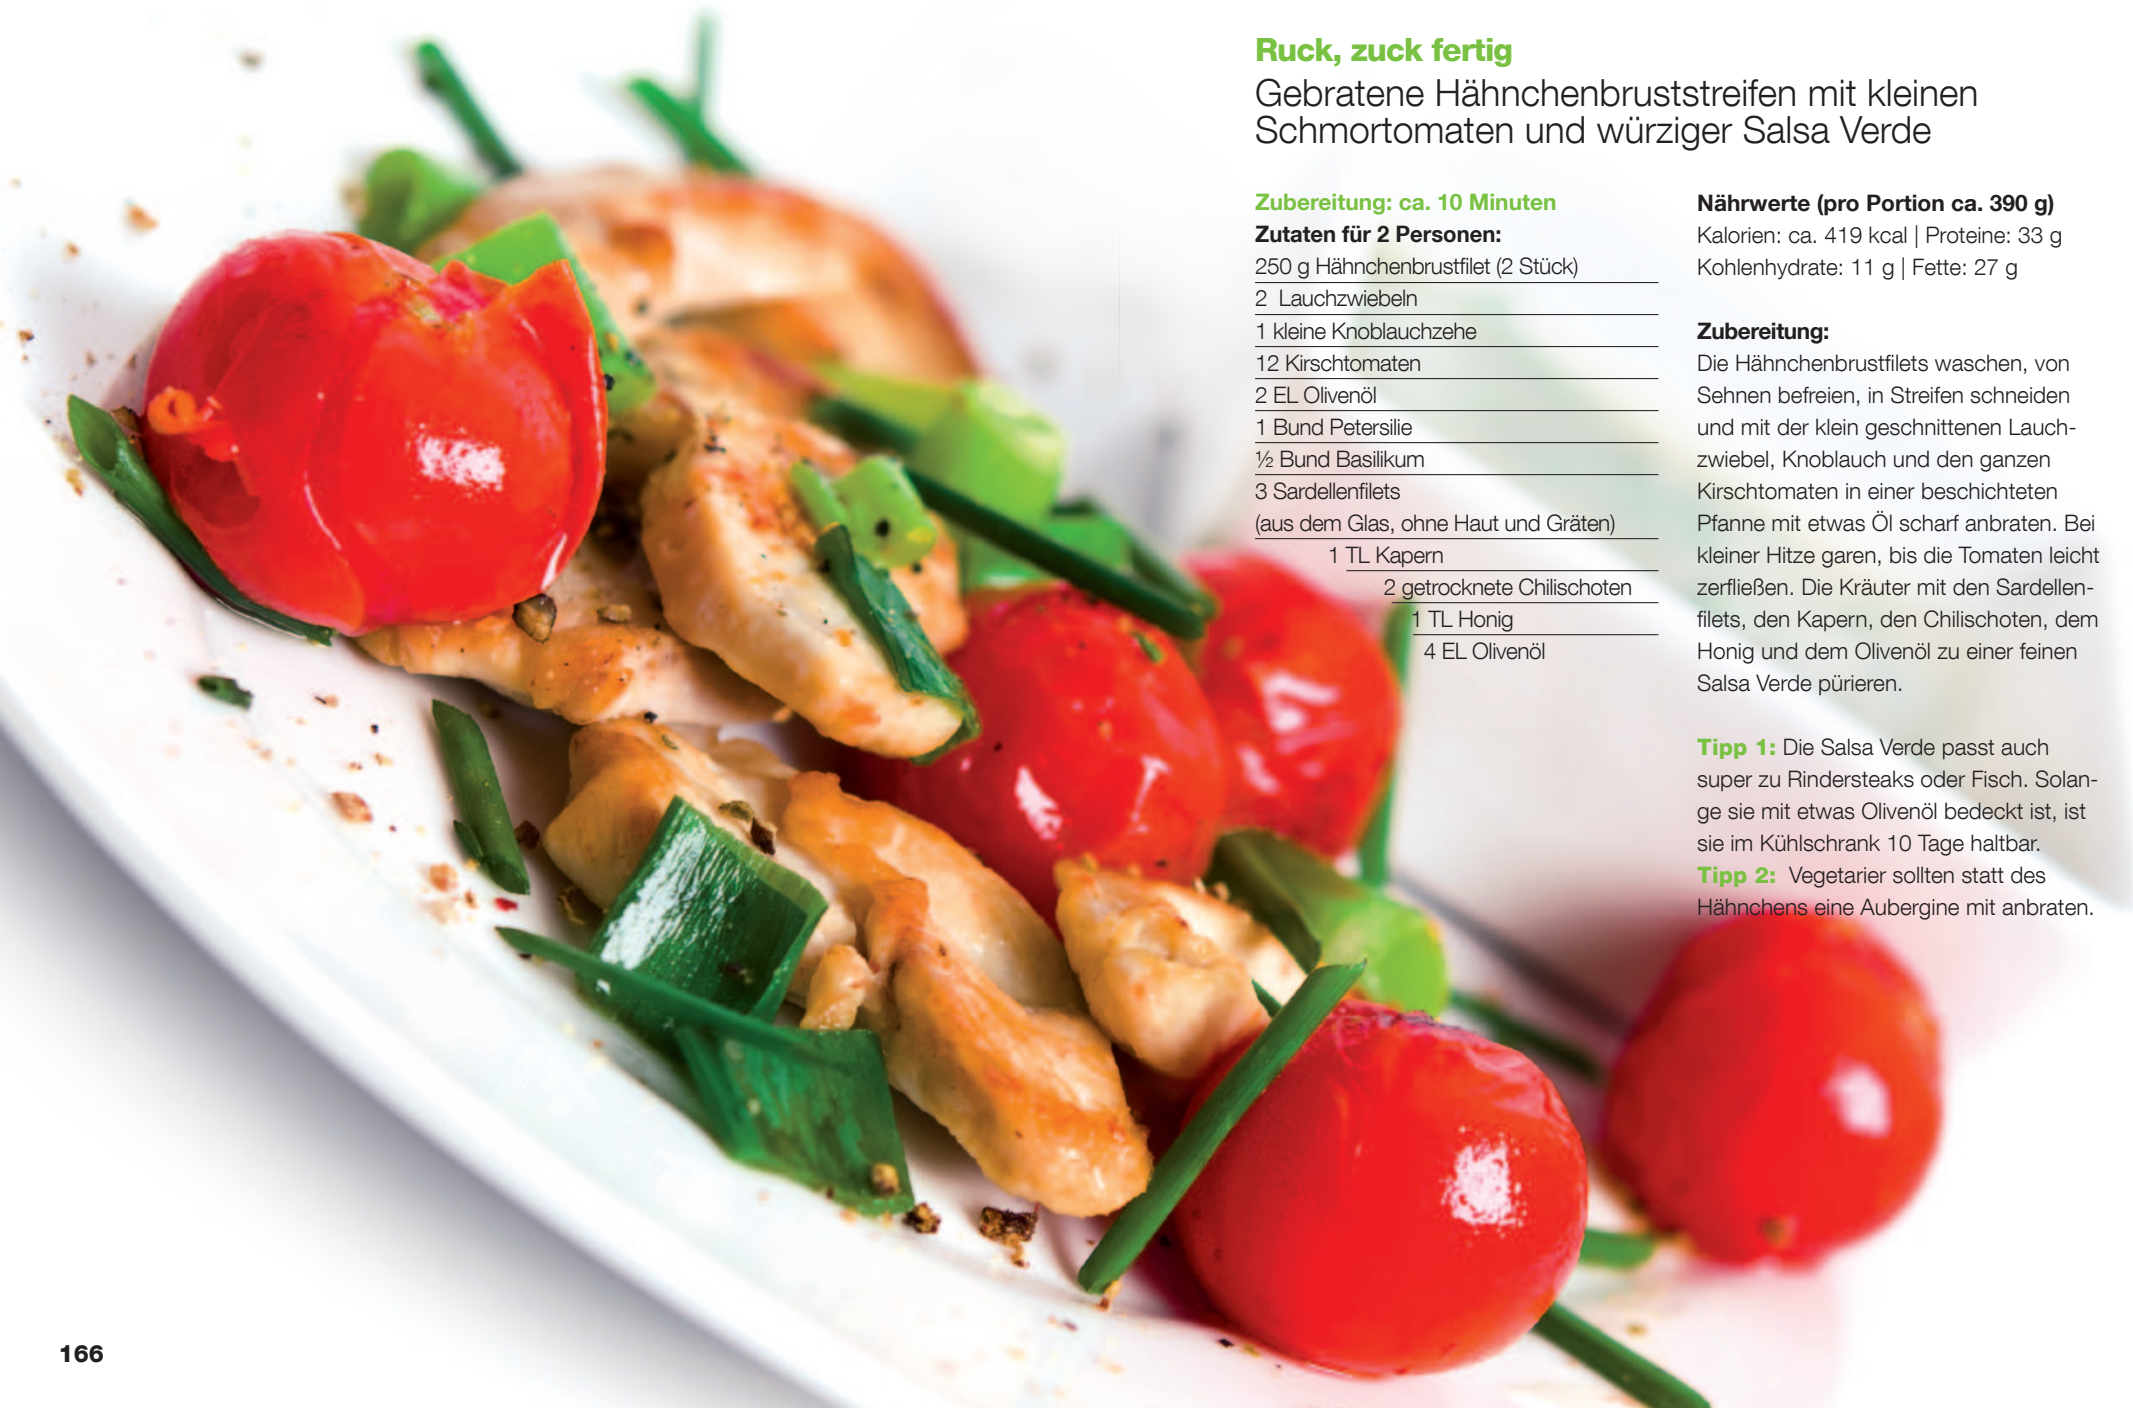 Ruck, zuck fertig
Gebratene Hähnchenbruststreifen mit kleinen
Schmortomaten und würziger Salsa Verde
Zubereitung: ca. 10 Minuten
Zutaten für 2 Personen:
250 g Hähnchenbrustfilet (2 Stück)
2 Lauchzwiebeln
1 kleine Knoblauchzehe
12 Kirschtomaten
2 EL Olivenöl
1 Bund Petersilie
½ Bund Basilikum
3 Sardellenfilets
(aus dem Glas, ohne Haut und Gräten)
1 TL Kapern
2 getrocknete Chilischoten
1 TL Honig
4 EL Olivenöl
Nährwerte (pro Portion ca. 390 g)
Kalorien: ca. 419 kcal | Proteine: 33 g
Kohlenhydrate: 11 g | Fette: 27 g
Zubereitung:
Die Hähnchenbrustfilets waschen, von
Sehnen befreien, in Streifen schneiden
und mit der klein geschnittenen Lauch-
zwiebel, Knoblauch und den ganzen
Kirschtomaten in einer beschichteten
Pfanne mit etwas Öl scharf anbraten. Bei
kleiner Hitze garen, bis die Tomaten leicht
zerfließen. Die Kräuter mit den Sardellen-
filets, den Kapern, den Chilischoten, dem
Honig und dem Olivenöl zu einer feinen
Salsa Verde pürieren.
Tipp 1: Die Salsa Verde passt auch
super zu Rindersteaks oder Fisch. Solan-
ge sie mit etwas Olivenöl bedeckt ist, ist
sie im Kühlschrank 10 Tage haltbar.
Tipp 2: Vegetarier sollten statt des
Hähnchens eine Aubergine mit anbraten.
166